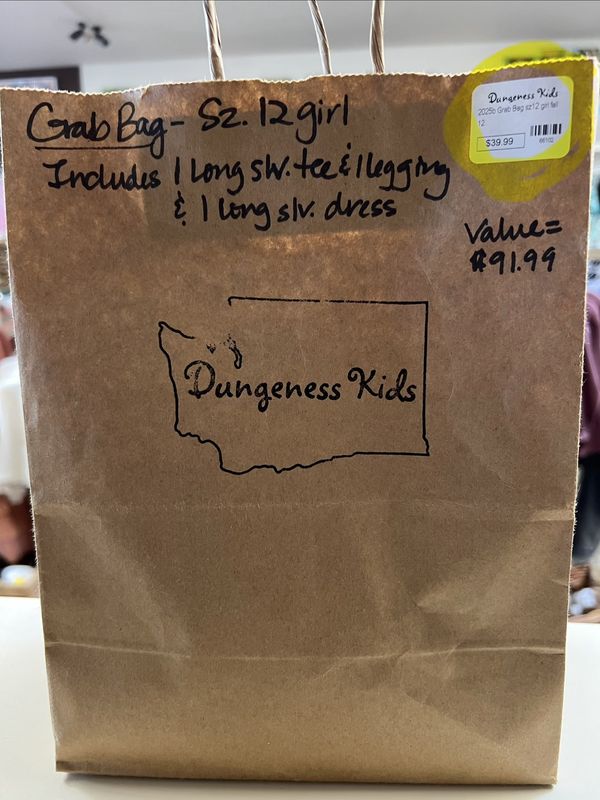 Grab Bag - Sz. 12 girl
Includes 1 long slv. tee & 1 legging
& 1 long slv. dress
Dungeness Kids
2025b Grab Bag sz12 girl fall
12
$39.99
66102
Value =
$91.99
Dungeness Kids